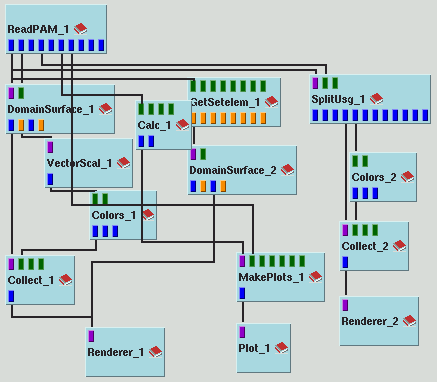 ReadPAM_1
DomainSurface_1
GetSetelem_1
SplitUsg_1
Calc_1
VectorScal_1
DomainSurface_2
Colors_2
Colors_1
Collect_2
Collect_1
MakePlots_1
Renderer_2
Renderer_1
Plot_1